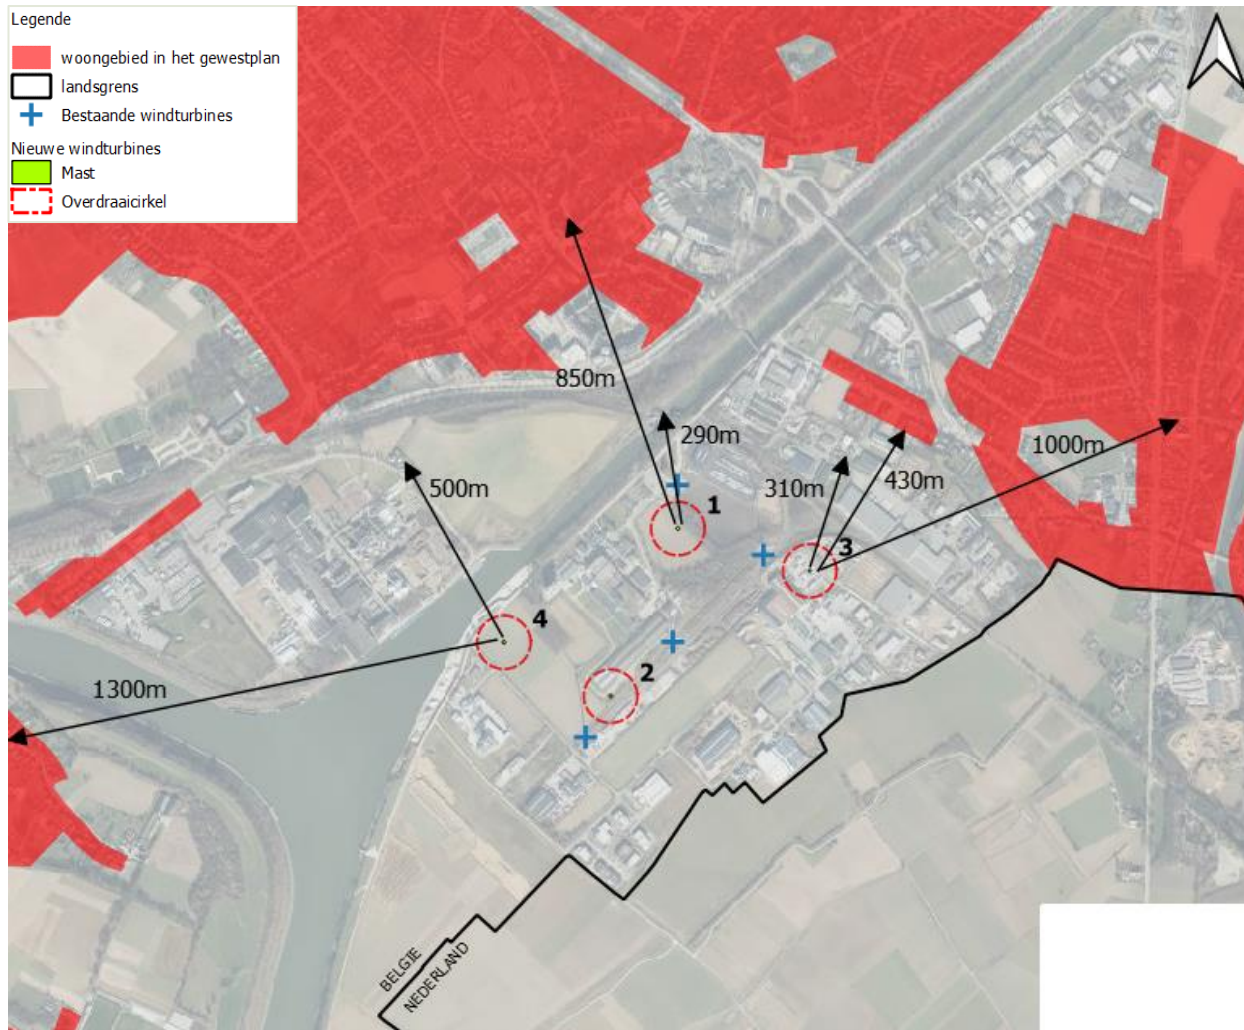 Legende
woongebied in het gewestplan
landsgrens
Bestaande windturbines
Nieuwe windturbines
Mast
Overdraaicirkel
850m
290m
1000m
430m
310m
500m
1
3
4
2
1300m
BELGIE
NEDERLAND